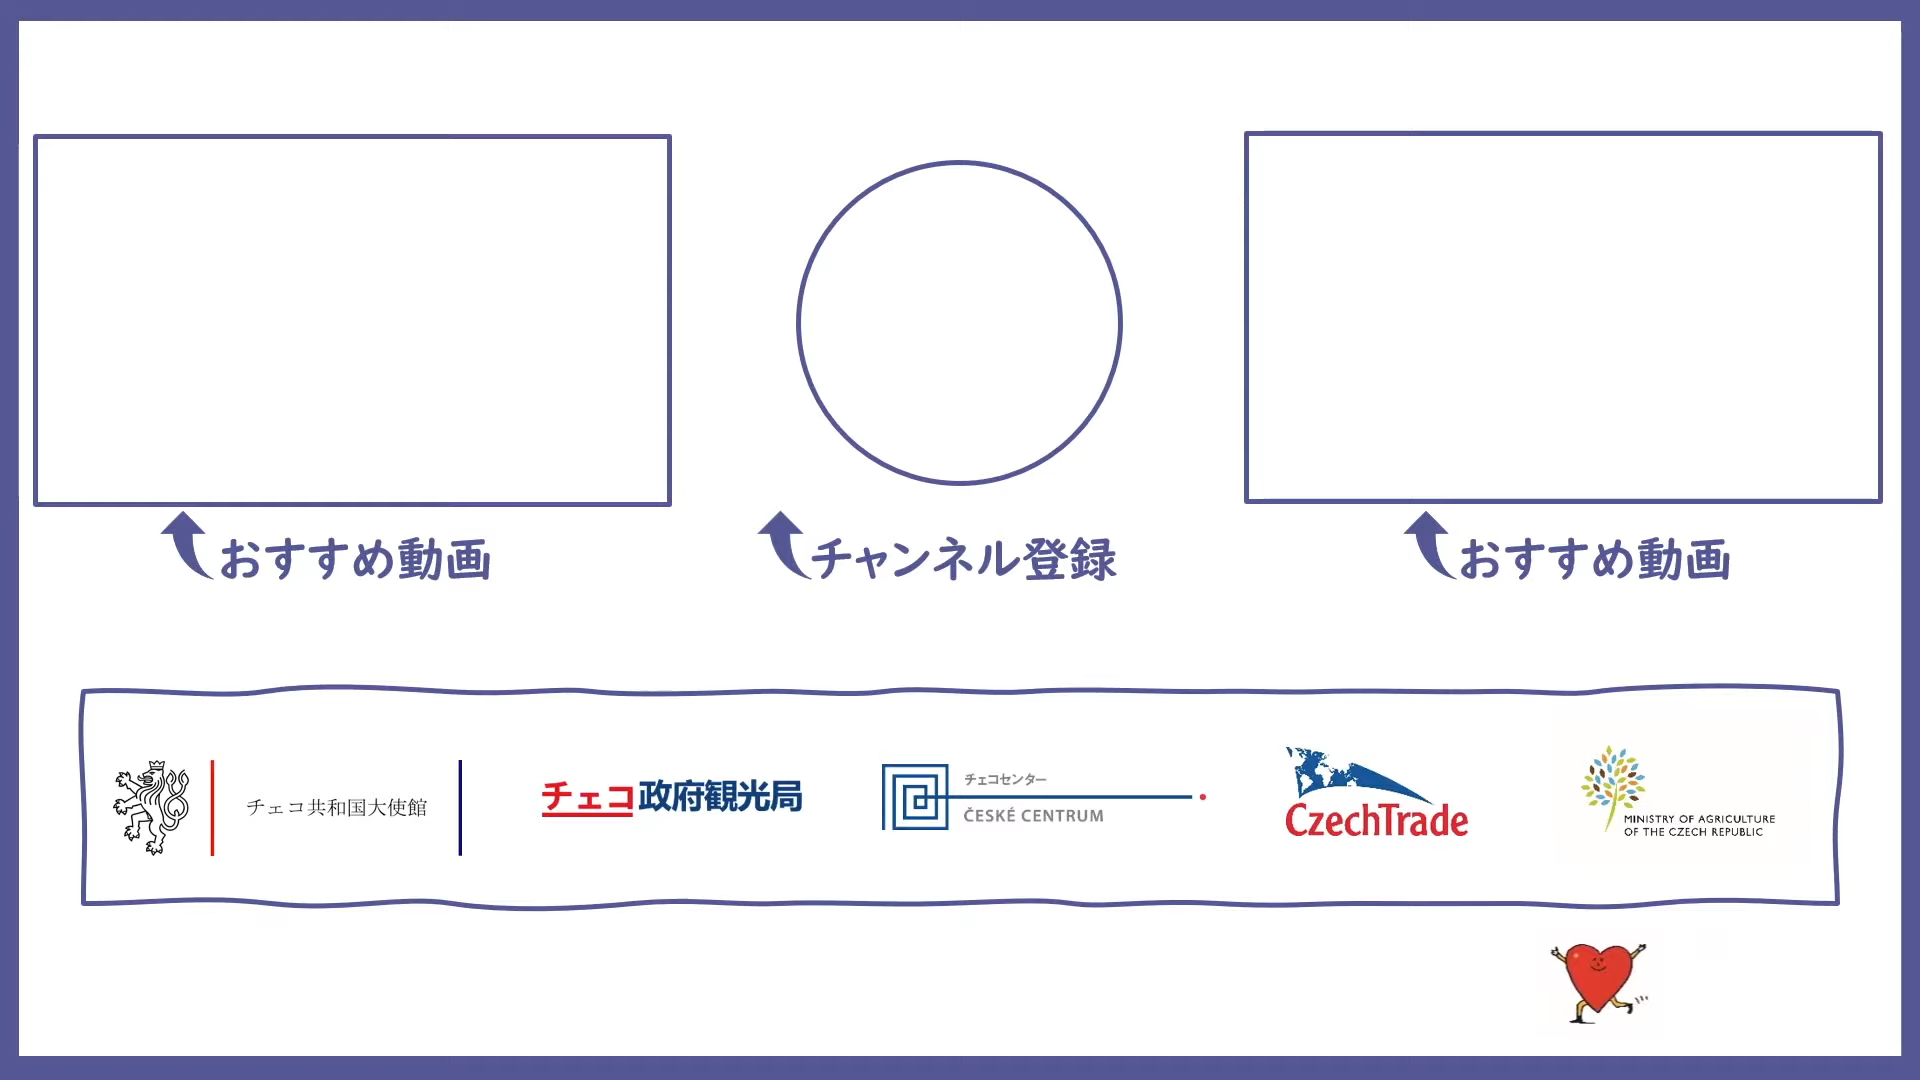 おすすめ動画
チャンネル登録
おすすめ動画
チェコ共和国大使館
チェコ政府観光局
チェコセンター
ČESKÉ CENTRUM
CzechTrade
MINISTRY OF AGRICULTURE
OF THE CZECH REPUBLIC